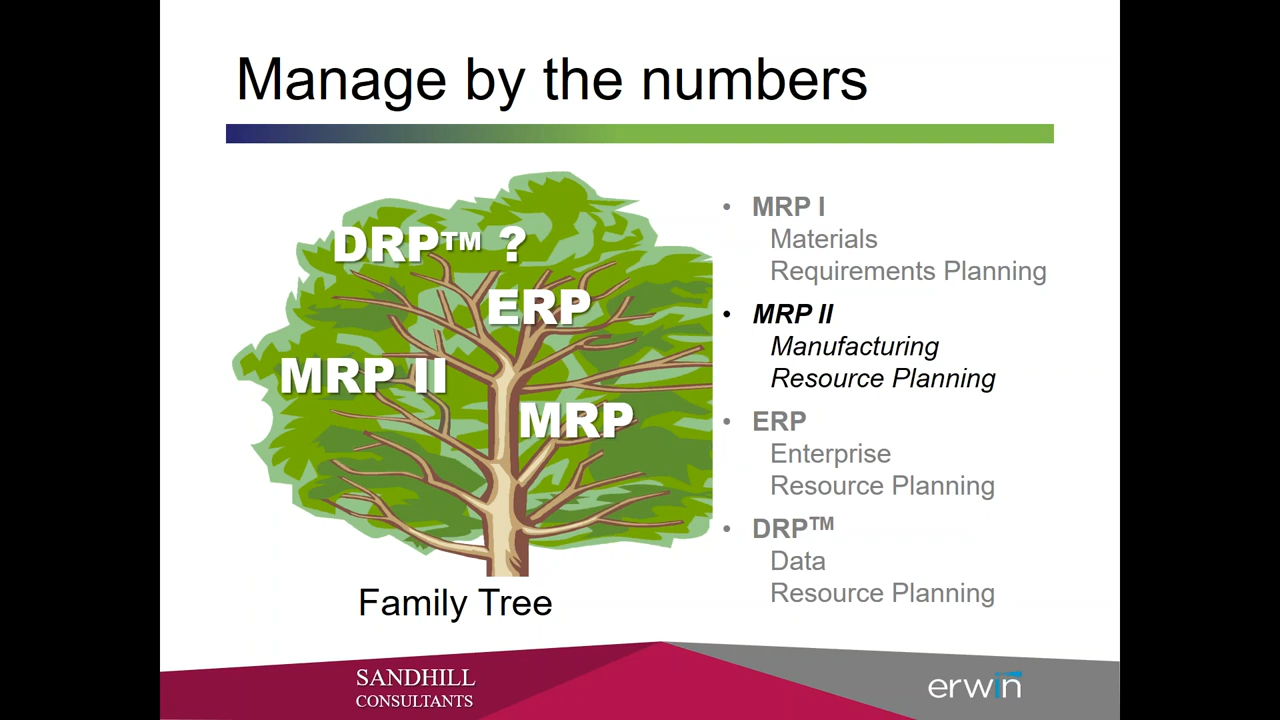 Manage by the numbers
DRP™ ?
ERP
MRP II
MRP
Family Tree
• MRP I
Materials
Requirements Planning
• MRP II
Manufacturing
Resource Planning
• ERP
Enterprise
Resource Planning
• DRP™
Data
Resource Planning
SANDHILL
CONSULTANTS
erwin